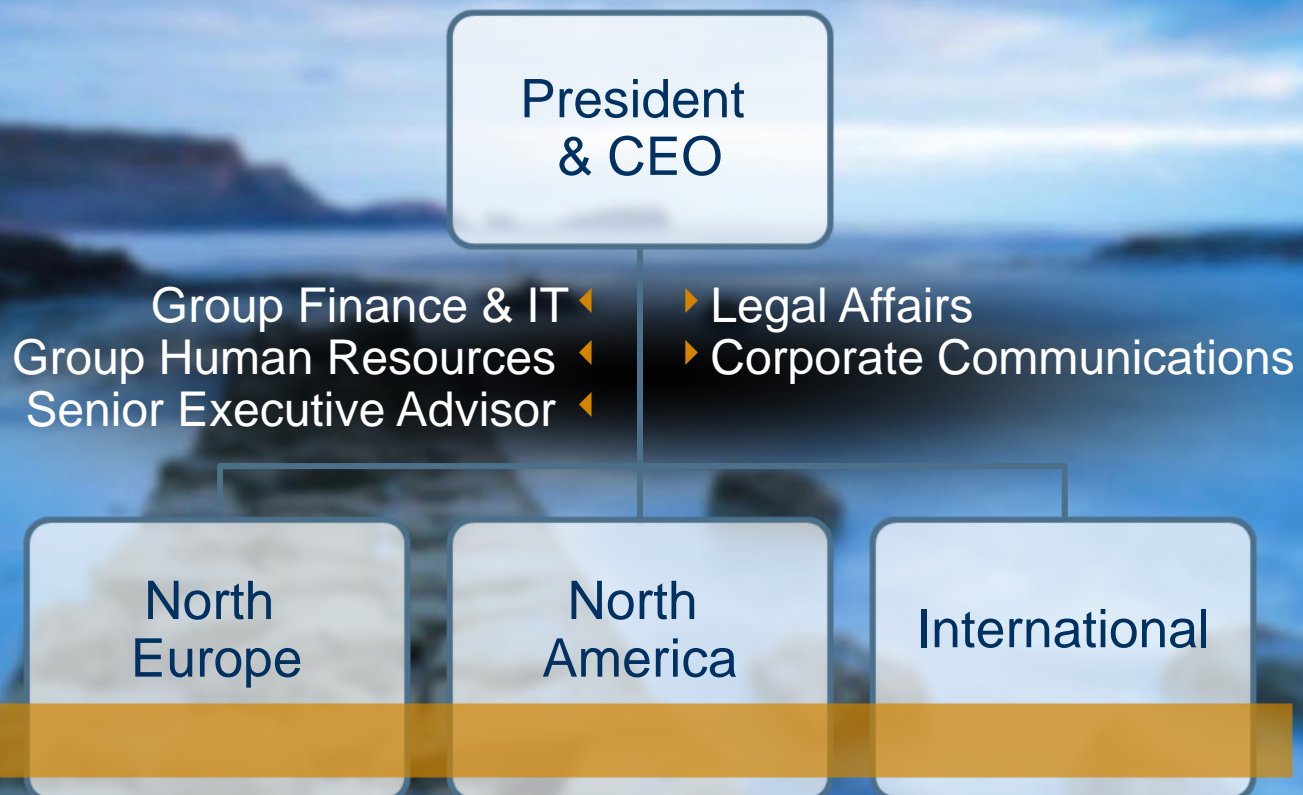 President
& CEO
Group Finance & IT
Group Human Resources
Senior Executive Advisor
Legal Affairs
Corporate Communications
North
Europe
North
America
International